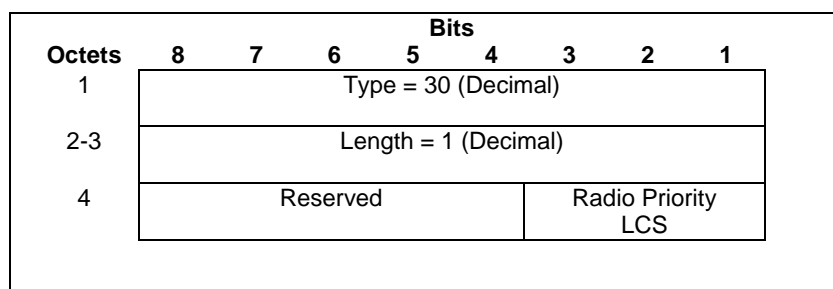 Bits
Octets 8 7 6 5 4 3 2 1
1 Type = 30 (Decimal)
2-3 Length = 1 (Decimal)
4 Reserved Radio Priority
LCS